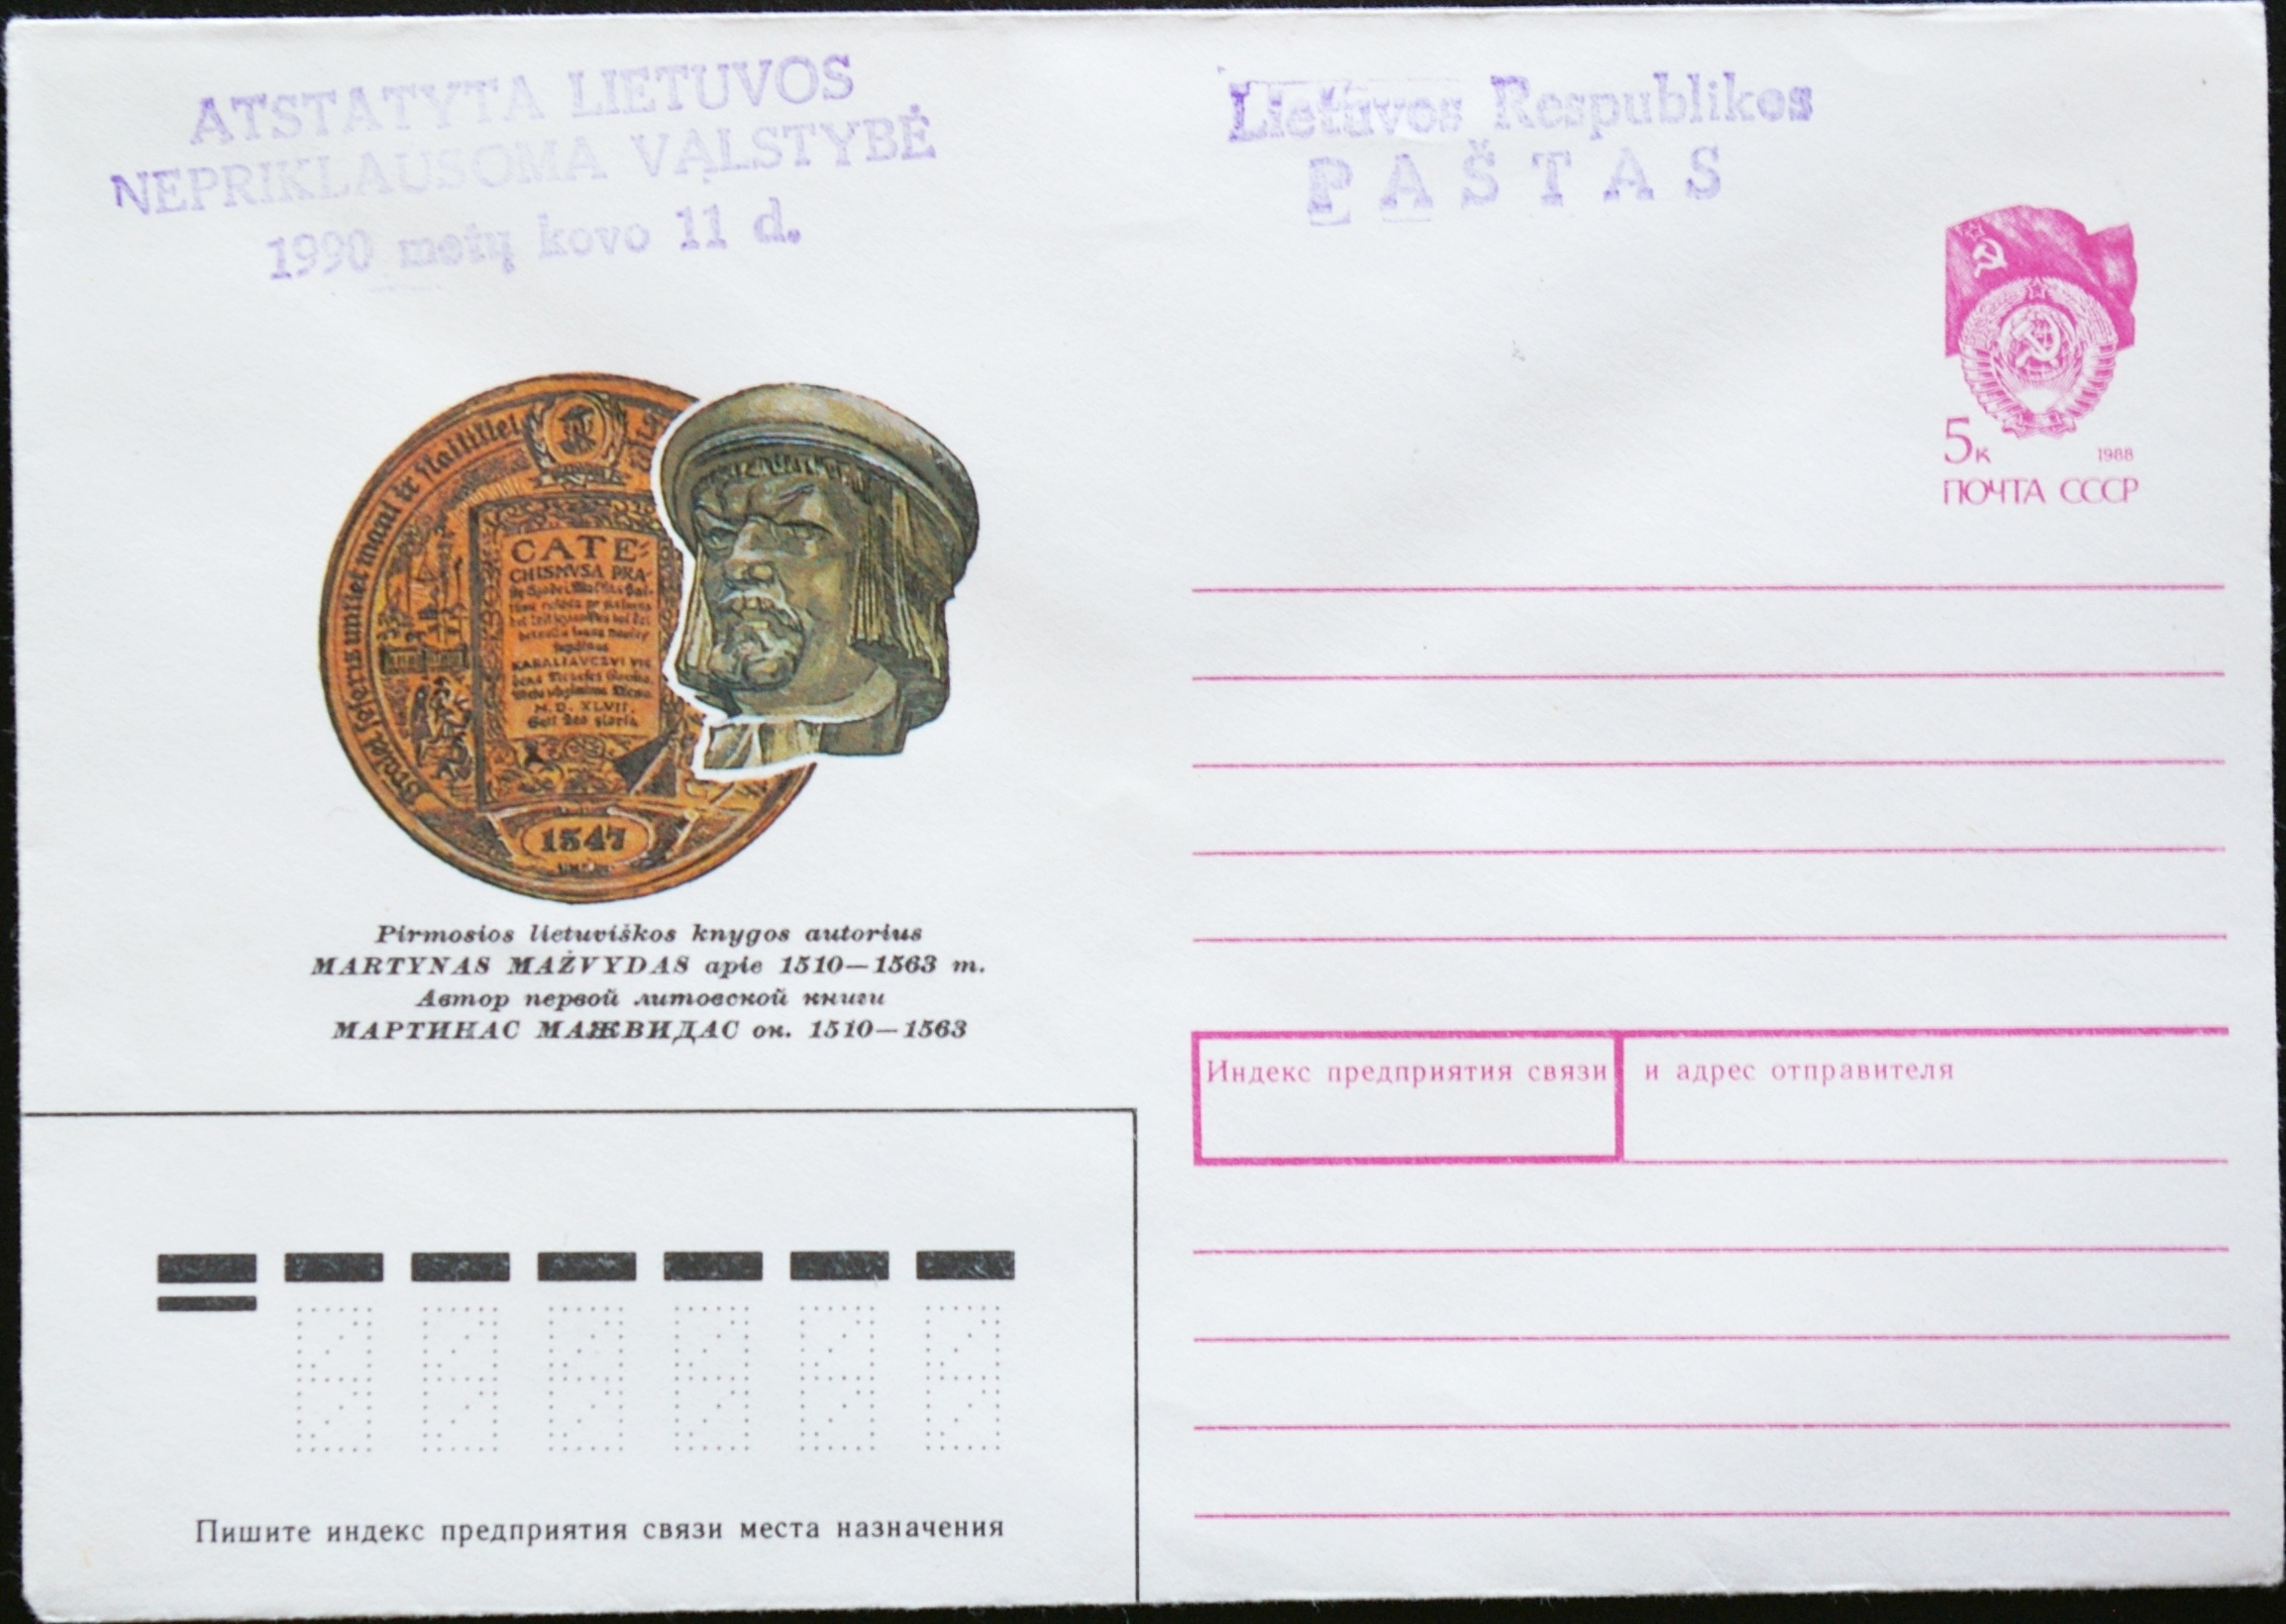 ATSTATYTA LIETUVOS
NEPRIKLAUSOMA VALSTYBĖ
1990 metų kovo 11 d.
Lietuvos Respublikos
PAŠTAS
5к 1988
ПОЧТА СССР
CATE
CHISMVSA PRA
KARALIAVCZVI
M.D. XLVII.
1547
Pirmosios lietuviškos knygos autorius
MARTYNAS MAŽVYDAS apie 1510—1563 m.
Автор первой литовской книги
МАРТИНАС МАЖВИДАС ок. 1510—1563
Индекс предприятия связи и адрес отправителя
Пишите индекс предприятия связи места назначения